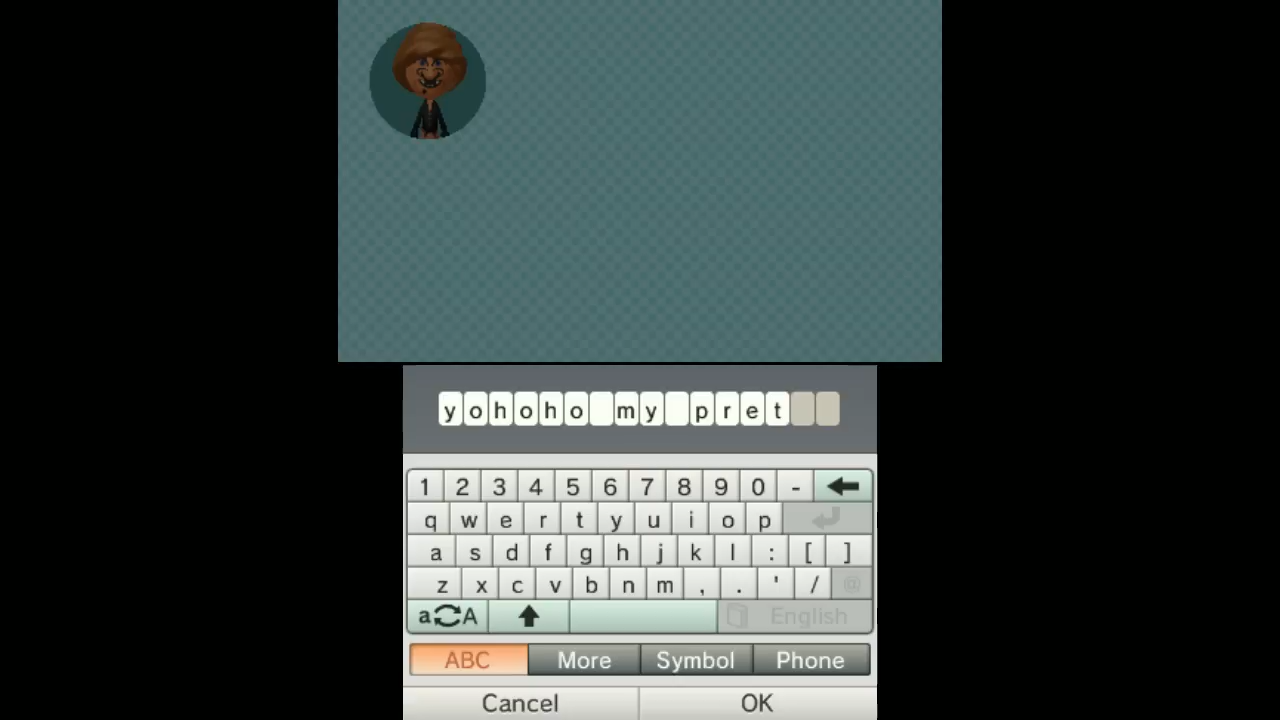 yohoho my pret
1 2 3 4 5 6 7 8 9 0 -
q w e r t y u i o p
a s d f g h j k l : [ ]
z x c v b n m , . ' / @
a A English
ABC More Symbol Phone
Cancel OK